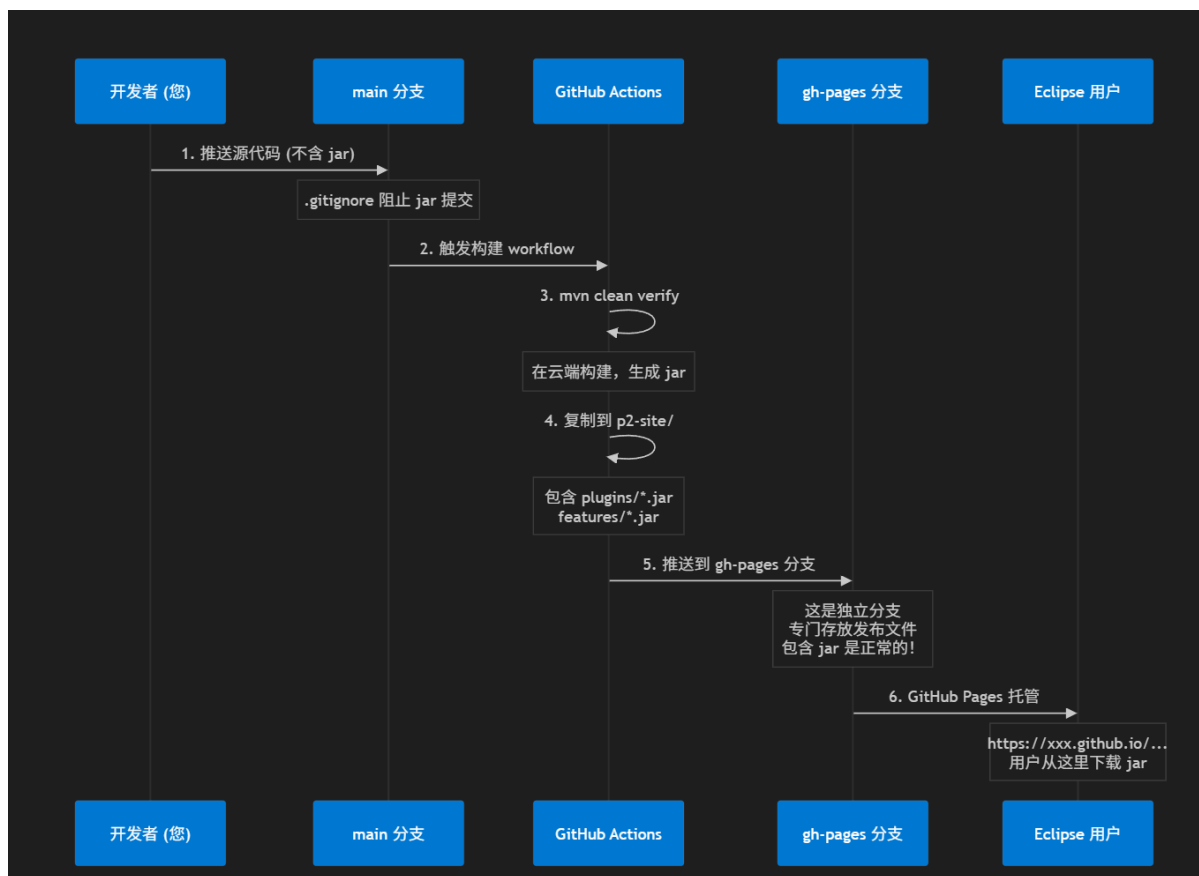 开发者 (您)
main 分支
GitHub Actions
gh-pages 分支
Eclipse 用户
1. 推送源代码 (不含 jar)
.gitignore 阻止 jar 提交
2. 触发构建 workflow
3. mvn clean verify
在云端构建，生成 jar
4. 复制到 p2-site/
包含 plugins/*.jar
features/*.jar
5. 推送到 gh-pages 分支
这是独立分支
专门存放发布文件
包含 jar 是正常的！
6. GitHub Pages 托管
https://xxx.github.io/...
用户从这里下载 jar
开发者 (您)
main 分支
GitHub Actions
gh-pages 分支
Eclipse 用户